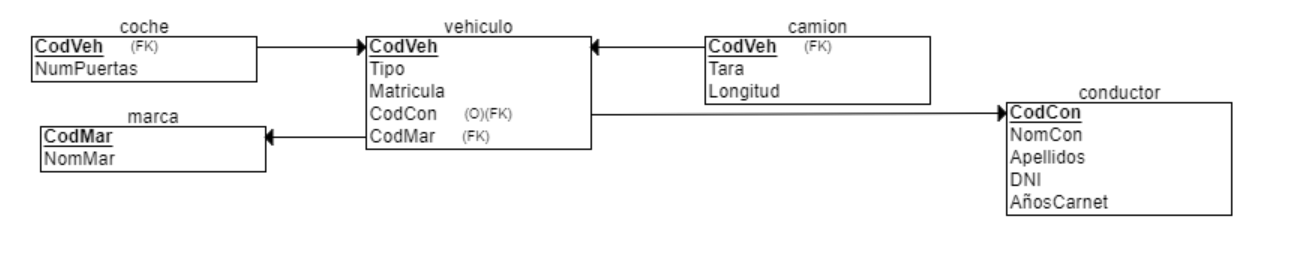 coche
CodVeh (FK)
NumPuertas
vehiculo
CodVeh
Tipo
Matricula
CodCon (O)(FK)
CodMar (FK)
camion
CodVeh (FK)
Tara
Longitud
marca
CodMar
NomMar
conductor
CodCon
NomCon
Apellidos
DNI
AñosCarnet